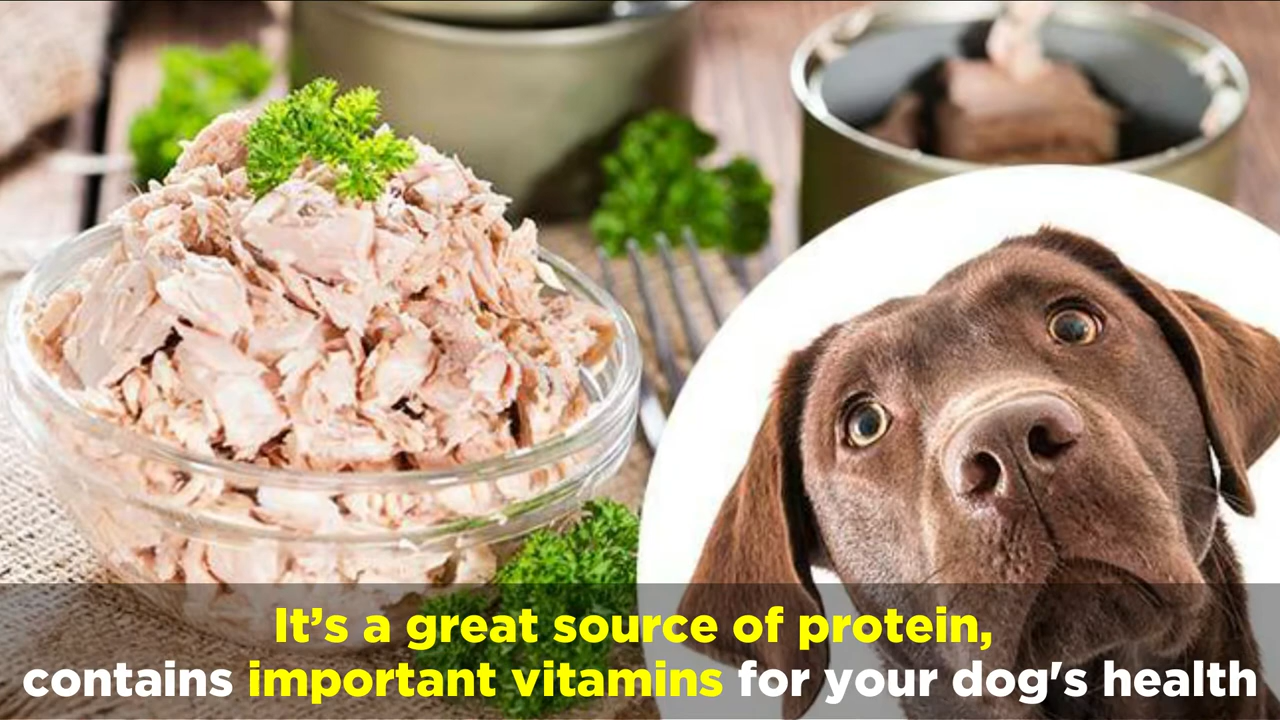 It’s a great source of protein,
contains important vitamins for your dog's health